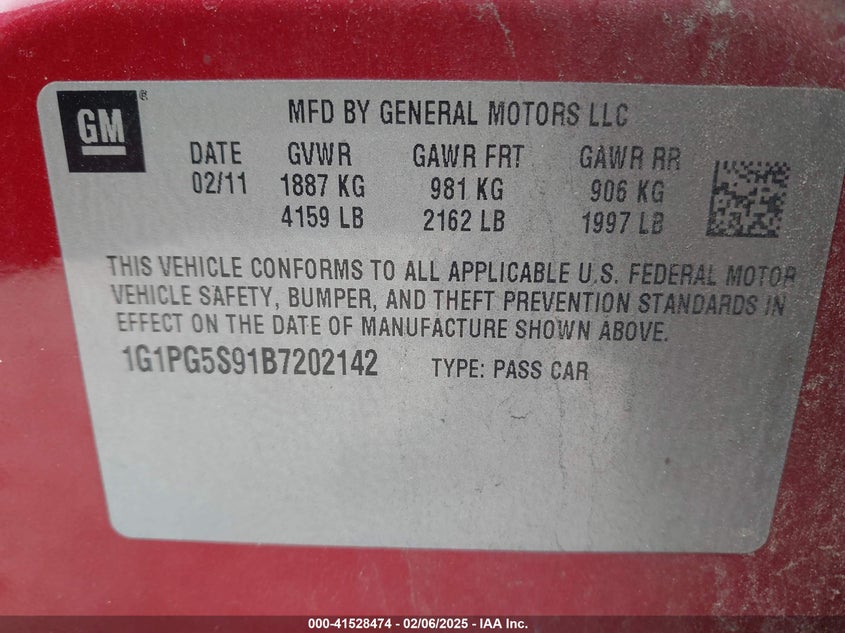 GM
MFD BY GENERAL MOTORS LLC
DATE GVWR GAWR FRT GAWR RR
02/11 1887 KG 981 KG 906 KG
4159 LB 2162 LB 1997 LB
THIS VEHICLE CONFORMS TO ALL APPLICABLE U.S. FEDERAL MOTOR
VEHICLE SAFETY, BUMPER, AND THEFT PREVENTION STANDARDS IN
EFFECT ON THE DATE OF MANUFACTURE SHOWN ABOVE.
1G1PG5S91B7202142 TYPE: PASS CAR
000-41528474 - 02/06/2025 - IAA Inc.